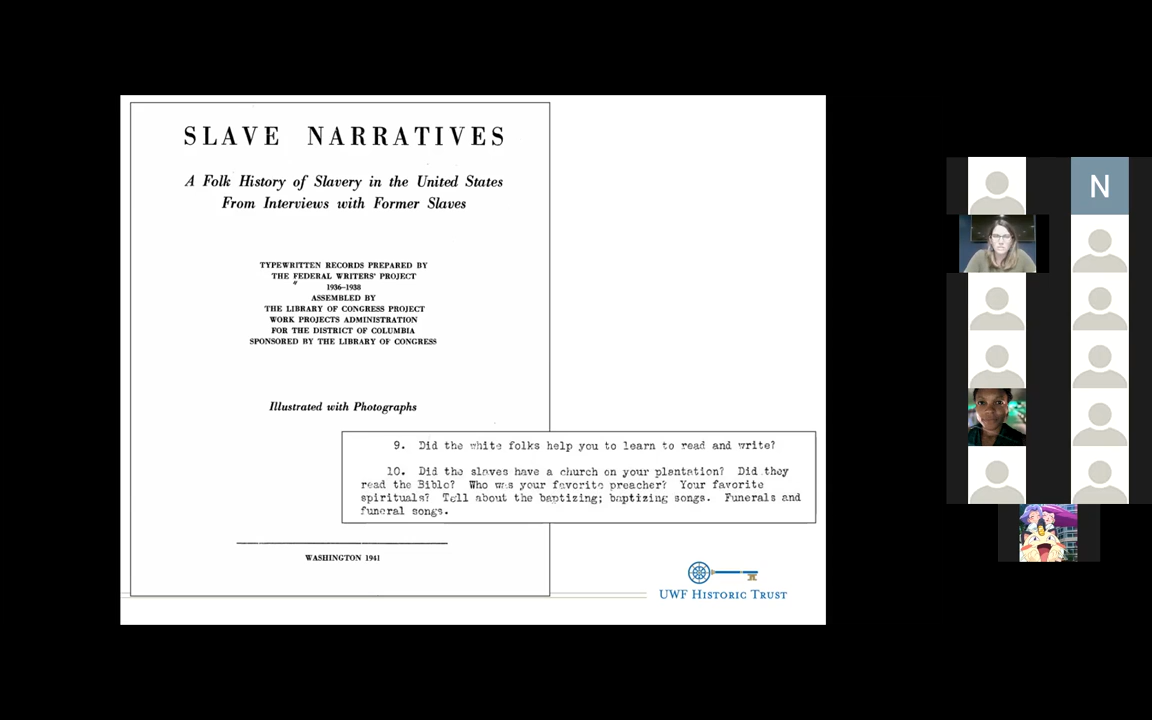 SLAVE NARRATIVES
A Folk History of Slavery in the United States
From Interviews with Former Slaves
TYPEWRITTEN RECORDS PREPARED BY
THE FEDERAL WRITERS' PROJECT
1936-1938
ASSEMBLED BY
THE LIBRARY OF CONGRESS PROJECT
WORK PROJECTS ADMINISTRATION
FOR THE DISTRICT OF COLUMBIA
SPONSORED BY THE LIBRARY OF CONGRESS
Illustrated with Photographs
9. Did the white folks help you to learn to read and write?
10. Did the slaves have a church on your plantation? Did they
read the Bible? Who was your favorite preacher? Your favorite
spirituals? Tell about the baptizing; baptizing songs. Funerals and
funeral songs.
WASHINGTON 1941
UWF HISTORIC TRUST
N